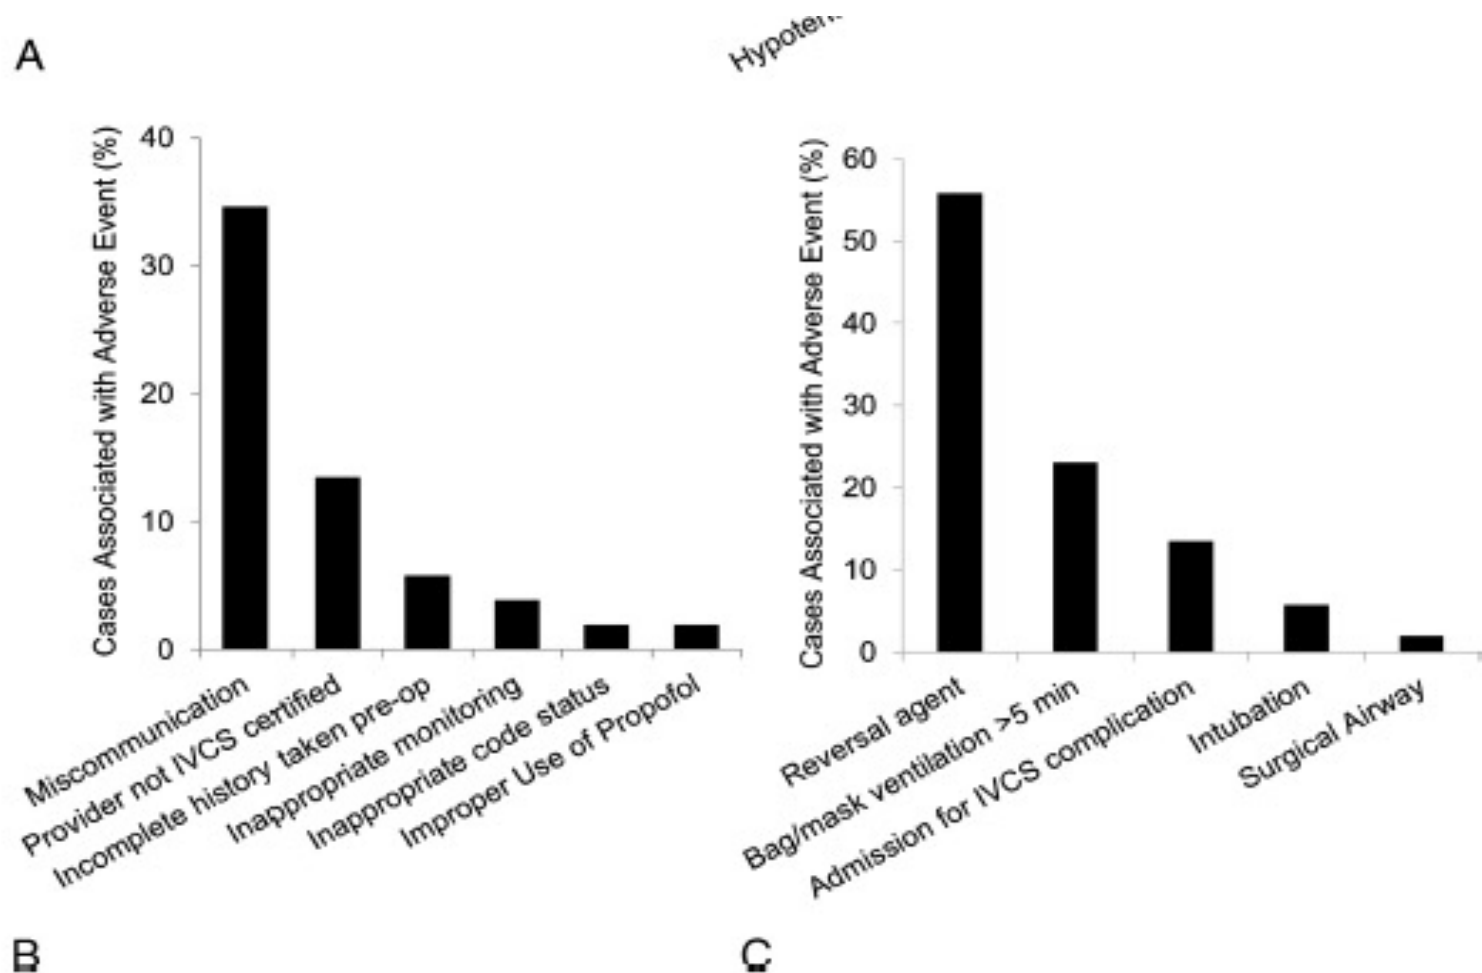 A
Hypoten
Cases Associated with Adverse Event (%)
40
30
20
10
0
Miscommunication
Provider not IVCS certified
Incomplete history taken pre-op
Inappropriate monitoring
Inappropriate code status
Improper Use of Propofol
B
Cases Associated with Adverse Event (%)
60
50
40
30
20
10
0
Reversal agent
Bag/mask ventilation >5 min
Admission for IVCS complication
Intubation
Surgical Airway
C